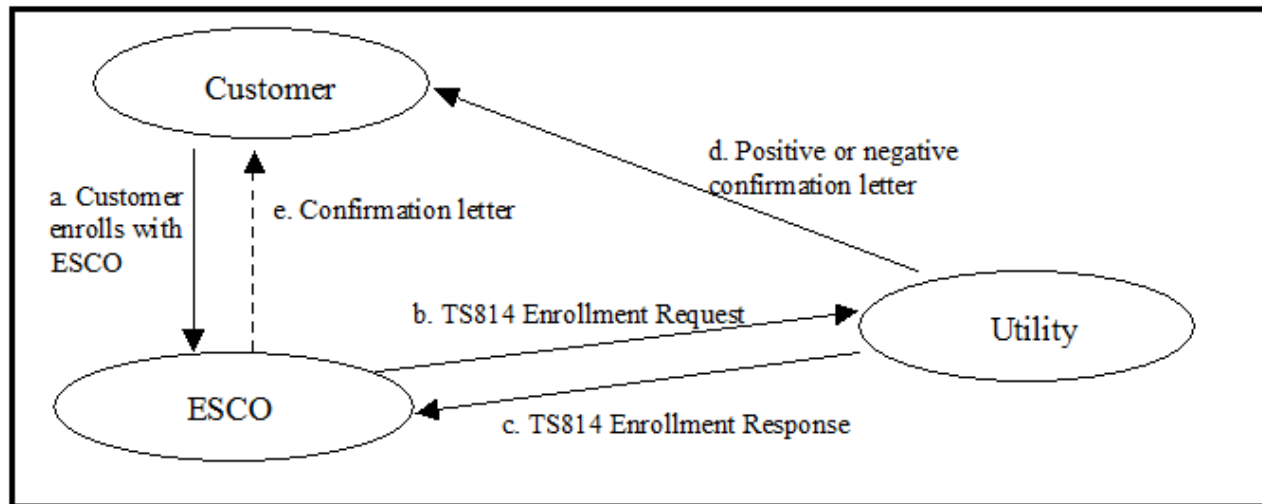 Customer
d. Positive or negative
confirmation letter
a. Customer
enrolls with
ESCO
e. Confirmation letter
b. TS814 Enrollment Request
Utility
ESCO
c. TS814 Enrollment Response